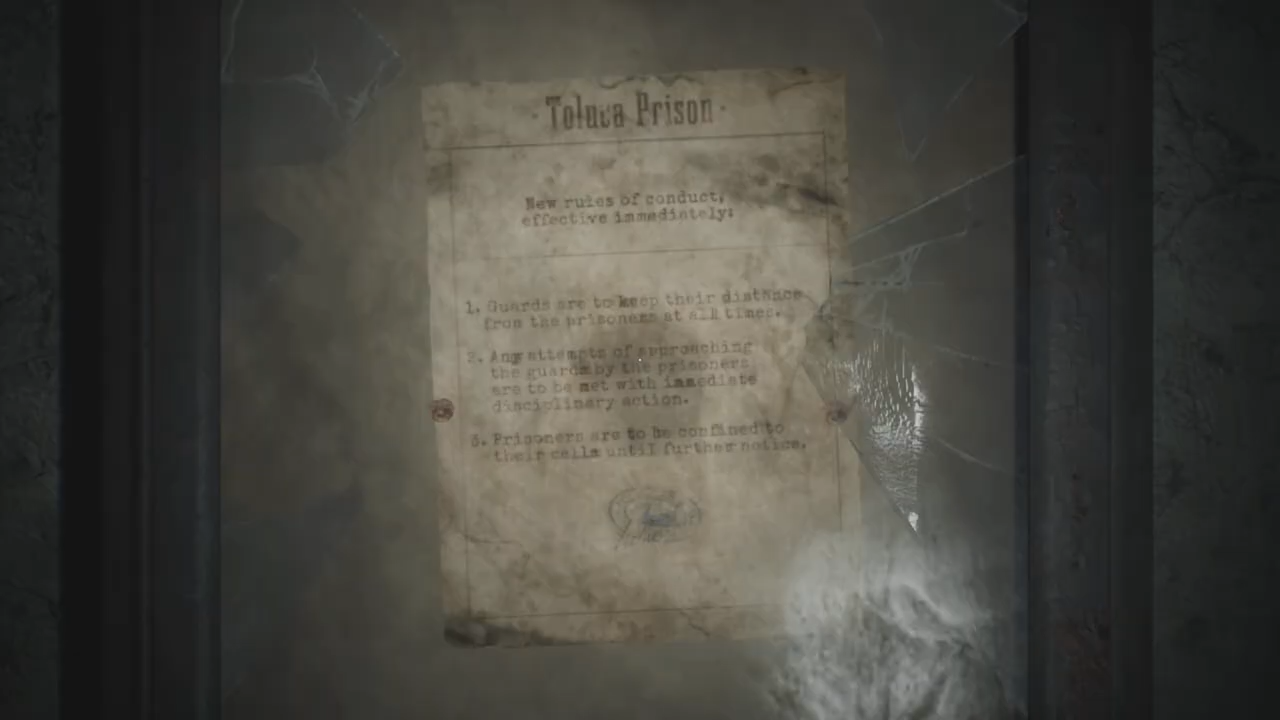 · Toluca Prison ·
New rules of conduct,
effective immediately:
1. Guards are to keep their distance
from the prisoners at all times.
2. Any attempts of approaching
the guards by the prisoners
are to be met with immediate
disciplinary action.
3. Prisoners are to be confined to
their cells until further notice.